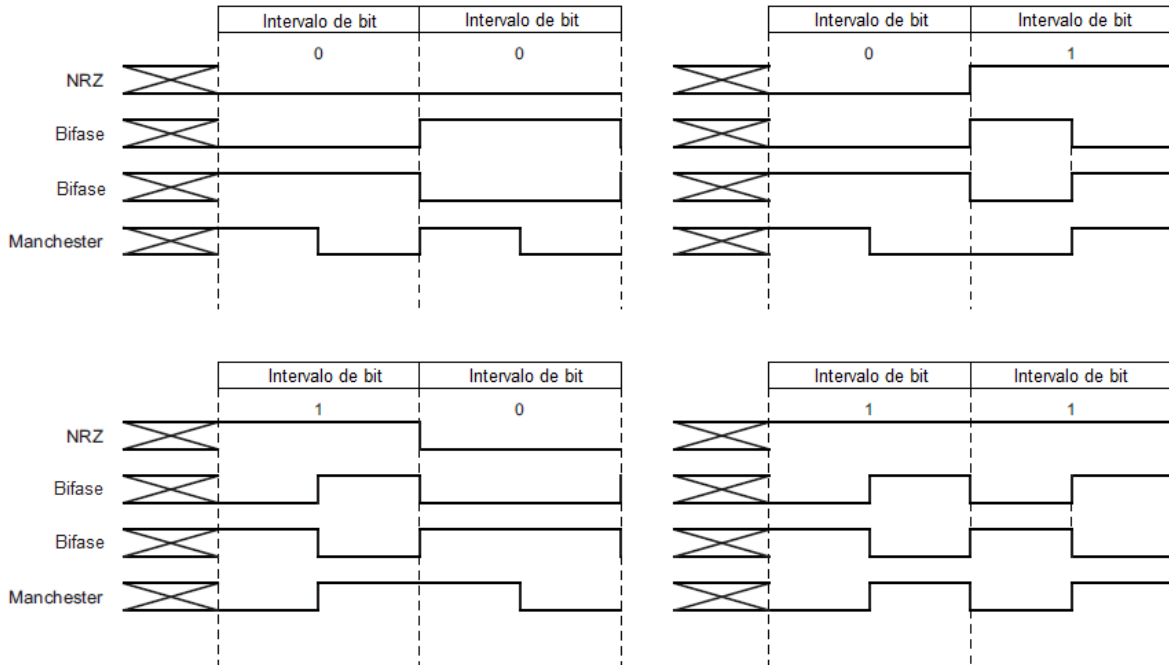 Intervalo de bit Intervalo de bit Intervalo de bit Intervalo de bit
0 0 0 1
NRZ
Bifase
Bifase
Manchester
Intervalo de bit Intervalo de bit Intervalo de bit Intervalo de bit
1 0 1 1
NRZ
Bifase
Bifase
Manchester